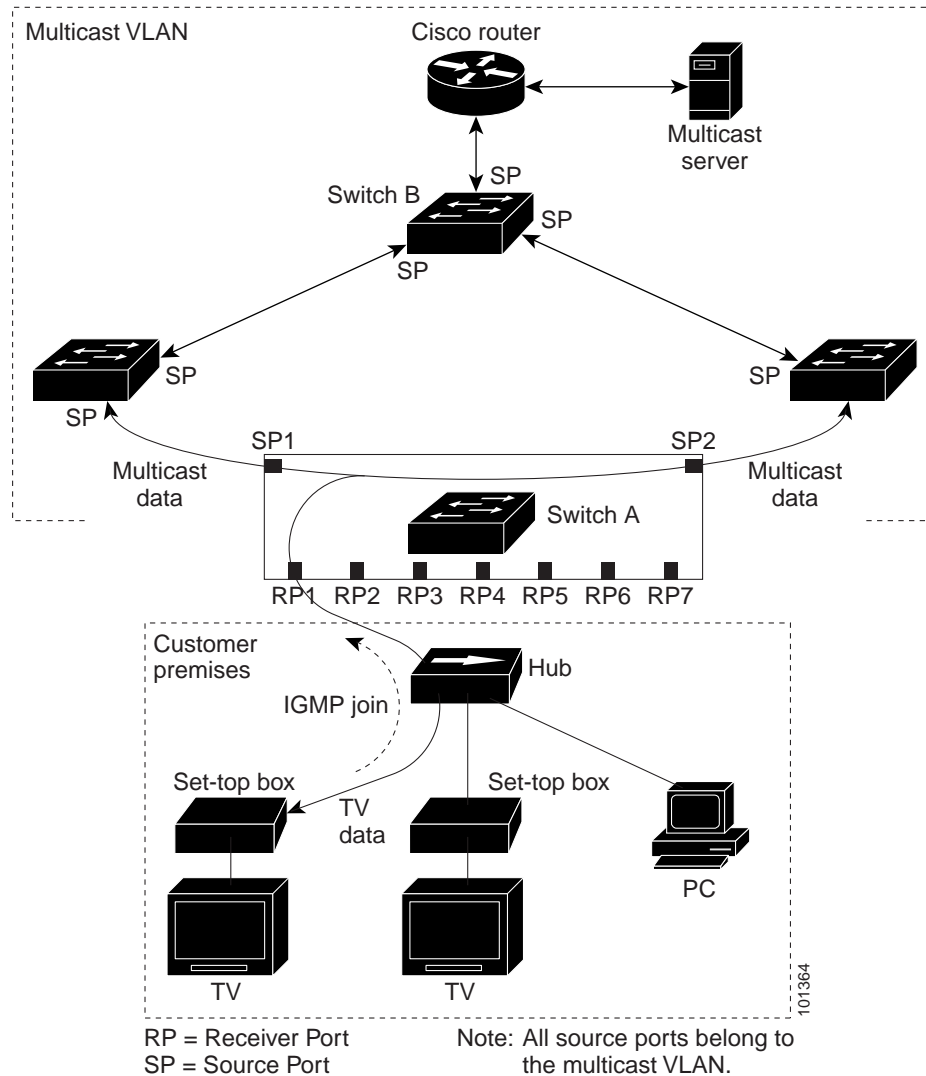 Multicast VLAN
Cisco router
Multicast
server
SP
Switch B
SP
SP
SP
SP
SP
SP1
SP2
Multicast
data
Multicast
data
Switch A
RP1 RP2 RP3 RP4 RP5 RP6 RP7
Customer
premises
Hub
IGMP join
Set-top box
Set-top box
TV
data
PC
TV
TV
101364
RP = Receiver Port
SP = Source Port
Note: All source ports belong to
the multicast VLAN.